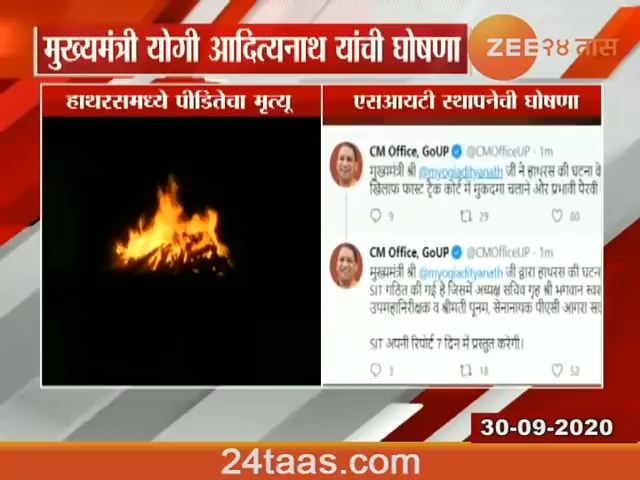 मुख्यमंत्री योगी आदित्यनाथ यांची घोषणा
ZEE २४ तास
हाथरसमध्ये पीडितेचा मृत्यू
एसआयटी स्थापनेची घोषणा
CM Office, GoUP @CMOfficeUP · 1m
मुख्यमंत्री श्री @myogiadityanath जी ने हाथरस की घटना के
खिलाफ फास्ट ट्रैक कोर्ट में मुकदमा चलाने और प्रभावी पैरवी
9 29 80
CM Office, GoUP @CMOfficeUP · 1m
मुख्यमंत्री श्री @myogiadityanath जी द्वारा हाथरस की घटना
SIT गठित की गई है जिसमें अध्यक्ष सचिव गृह श्री भगवान स्वरू
उपमहानिरीक्षक व श्रीमती पूनम, सेनानायक पीएसी आगरा
SIT अपनी रिपोर्ट 7 दिन में प्रस्तुत करेगी।
3 18 52
30-09-2020
24taas.com